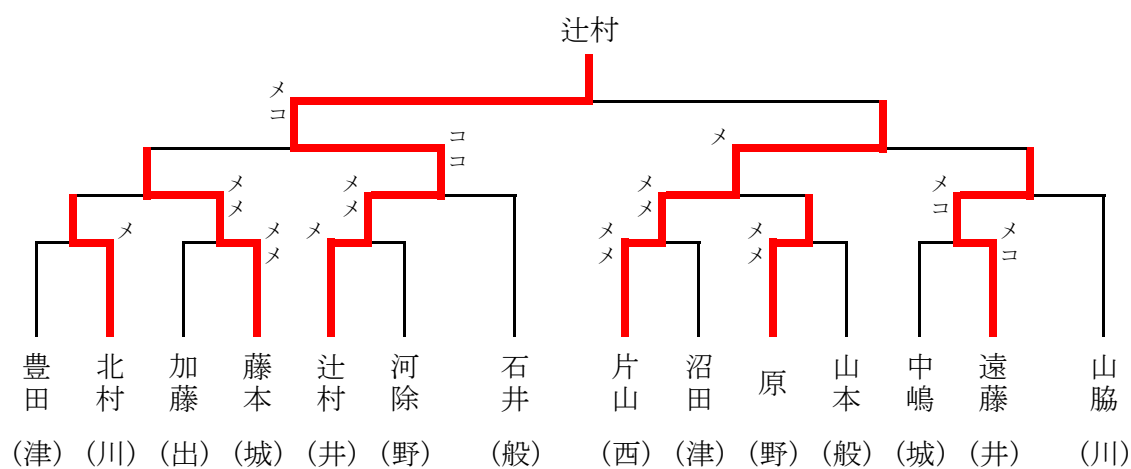 辻村
メ
コ
コ
コ
メ
メ
メ
メ
メ
メ
メ
メ
コ
メ
メ
メ
メ
メ
メ
メ
メ
メ
コ
豊田 北村 加藤 藤本 辻村 河除 石井 片山 沼田 原 山本 中嶋 遠藤 山脇
(津) (川) (出) (城) (井) (野) (般) (西) (津) (野) (般) (城) (井) (川)